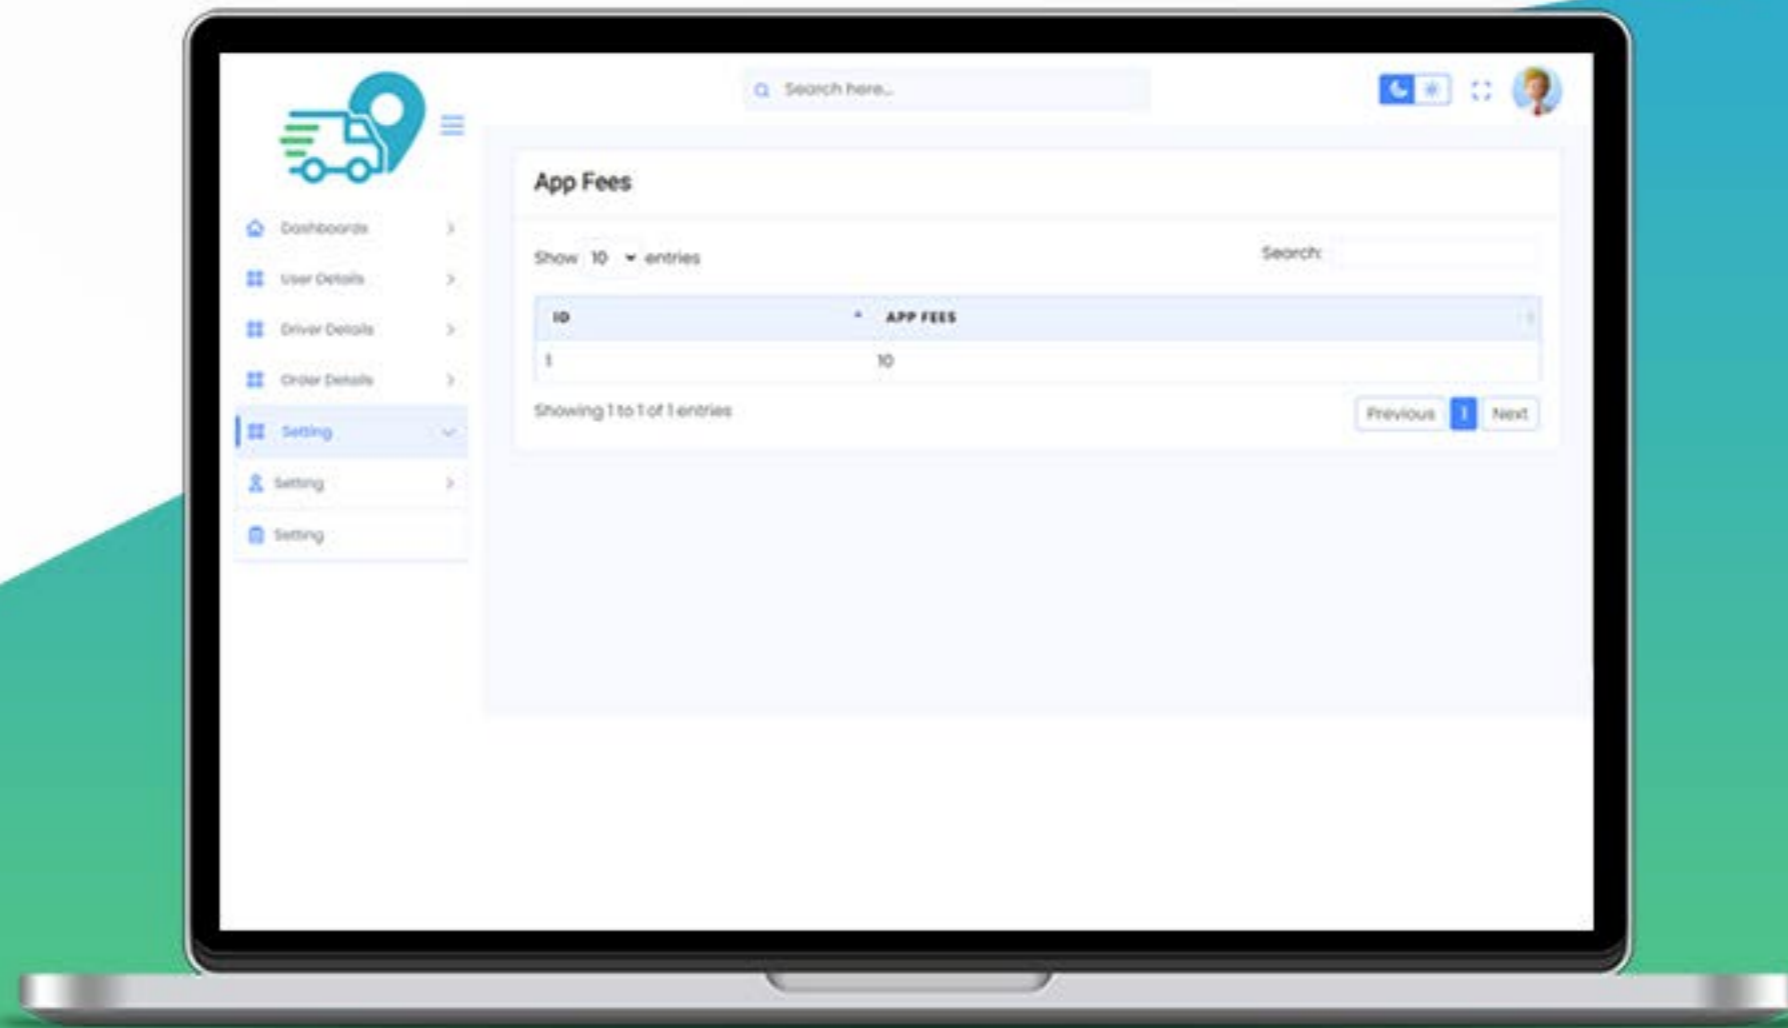 Search here...
Dashboards
User Details
Driver Details
Order Details
Setting
Setting
Setting
App Fees
Show 10 entries
Search:
ID APP FEES
1 10
Showing 1 to 1 of 1 entries
Previous 1 Next